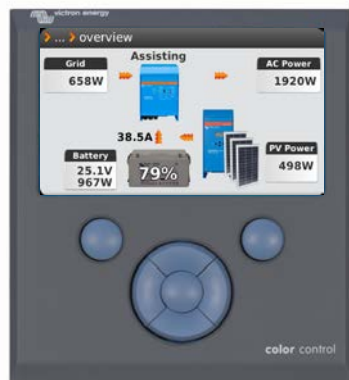 victron energy
... > overview
Assisting
Grid
658W
AC Power
1920W
38.5A
Battery
25.1V
967W
79%
PV Power
498W
color control